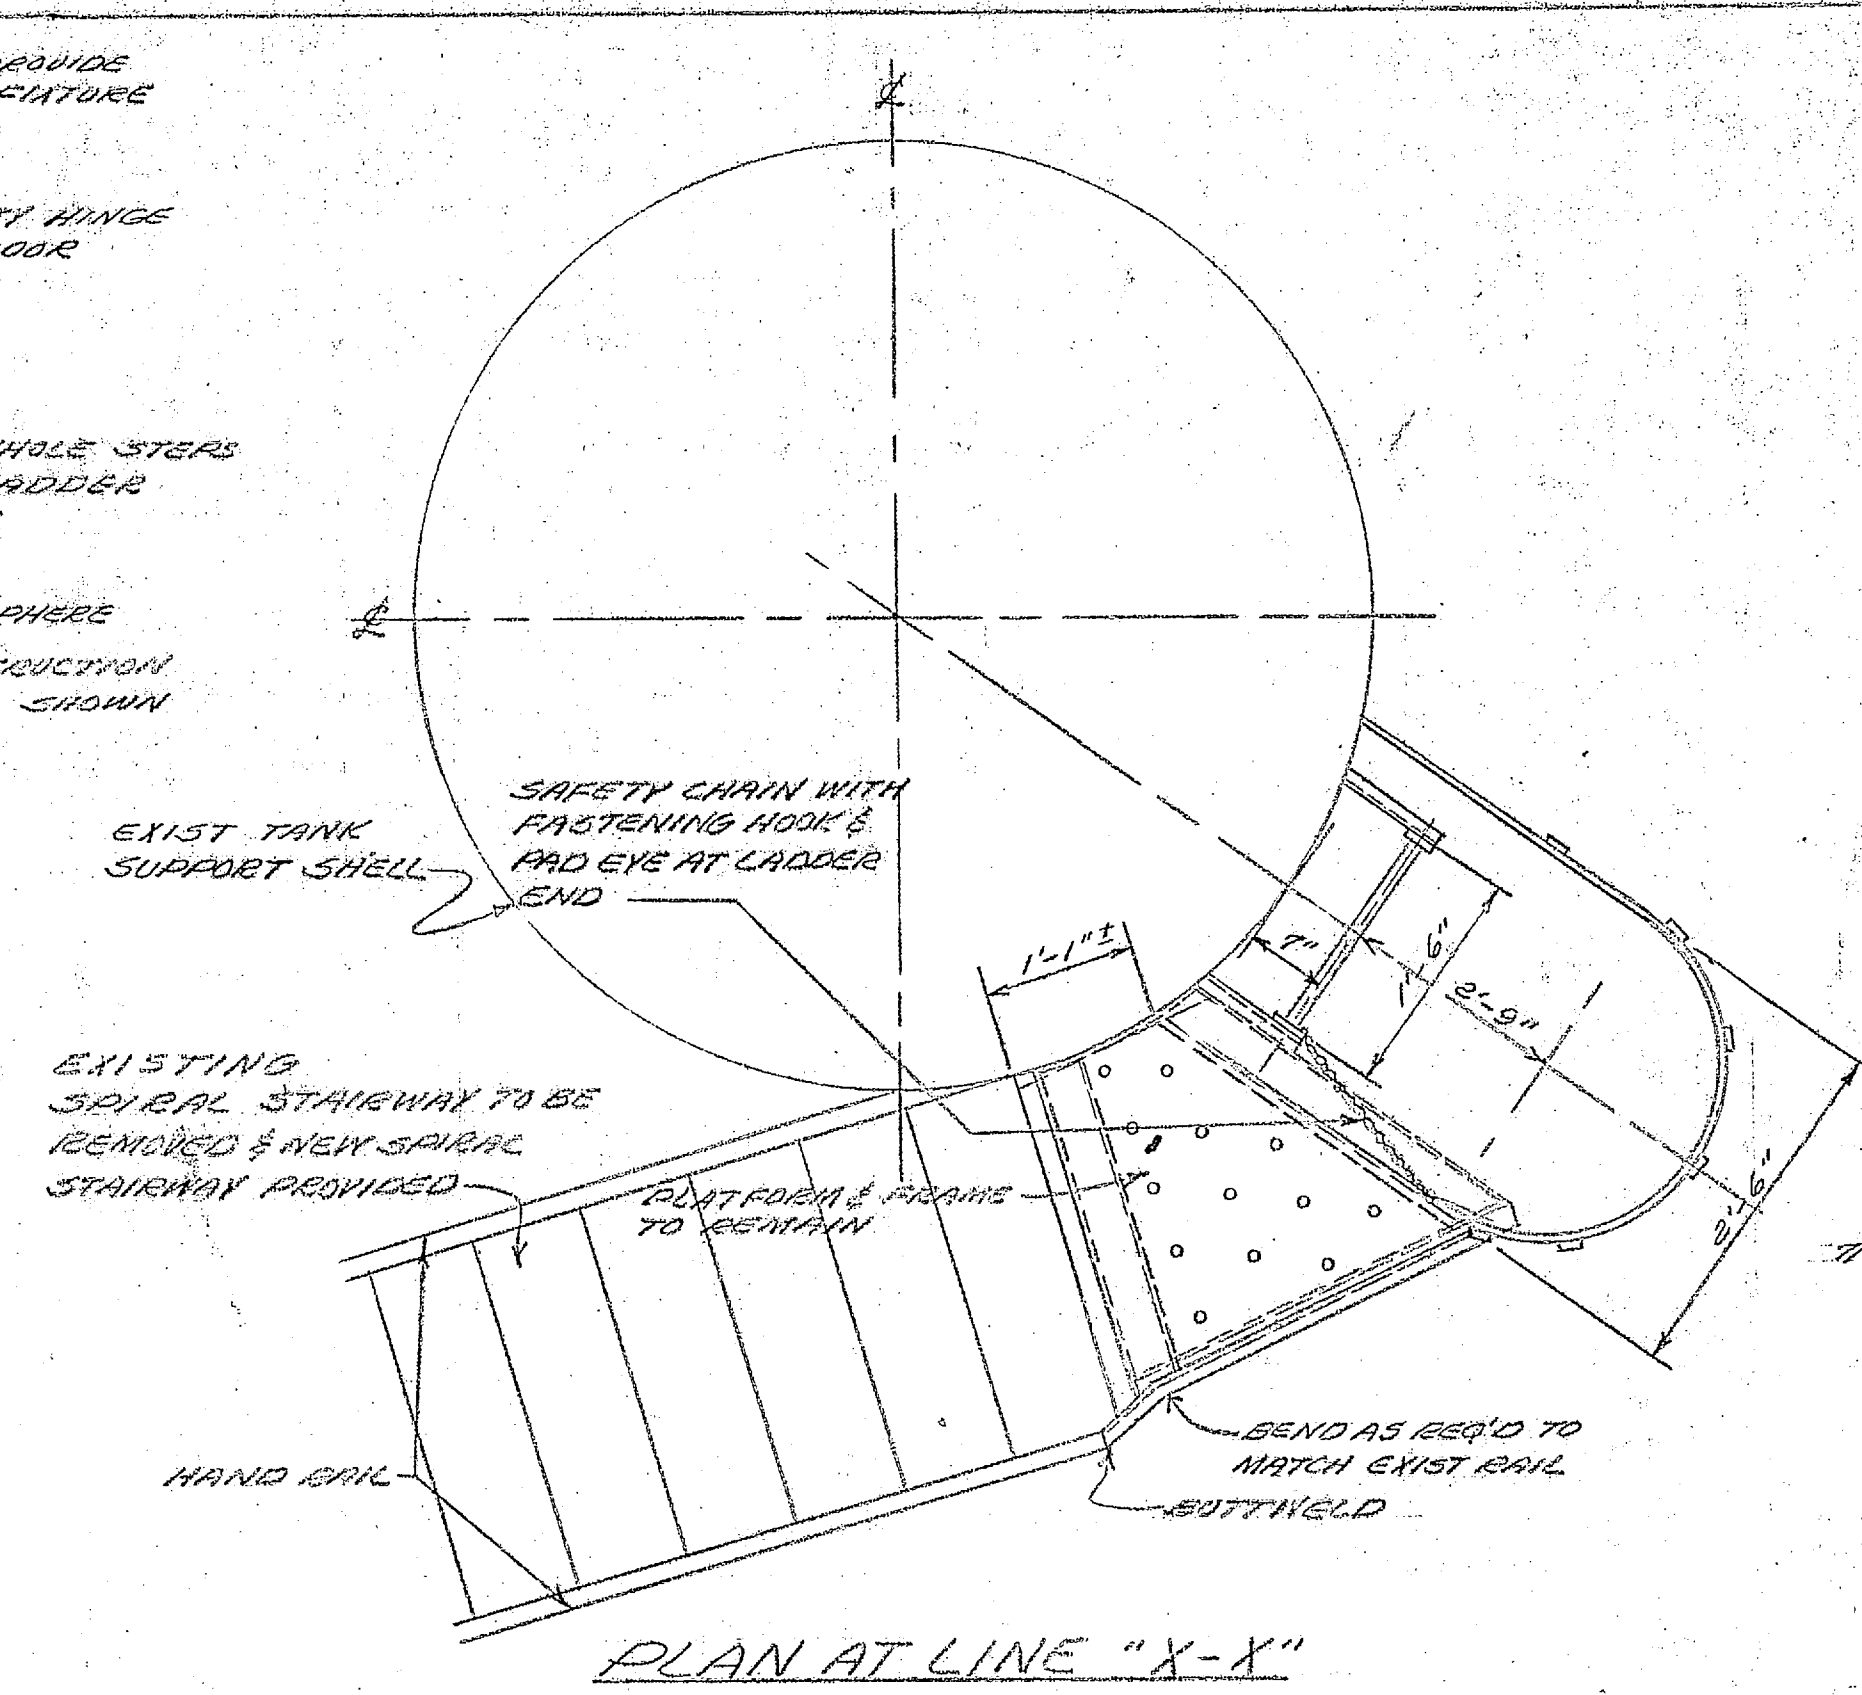 ROVIDE
FIXTURE
TY HINGE
OOR
HOLE STEPS
ADDER
PHERE
RUCTION
SHOWN
℄
℄
EXIST TANK
SUPPORT SHELL
SAFETY CHAIN WITH
FASTENING HOOK &
PAD EYE AT LADDER
END
1'-1"±
7"
1'-6"
2'-9"
2'-6"
EXISTING
SPIRAL STAIRWAY TO BE
REMOVED & NEW SPIRAL
STAIRWAY PROVIDED
PLATFORM & FRAME
TO REMAIN
HAND RAIL
BEND AS REQ'D TO
MATCH EXIST RAIL
BUTTWELD
PLAN AT LINE "X-X"